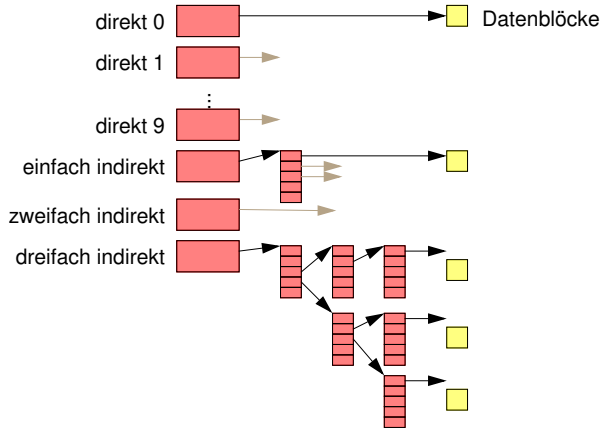 direkt 0
Datenblöcke
direkt 1
...
direkt 9
einfach indirekt
zweifach indirekt
dreifach indirekt